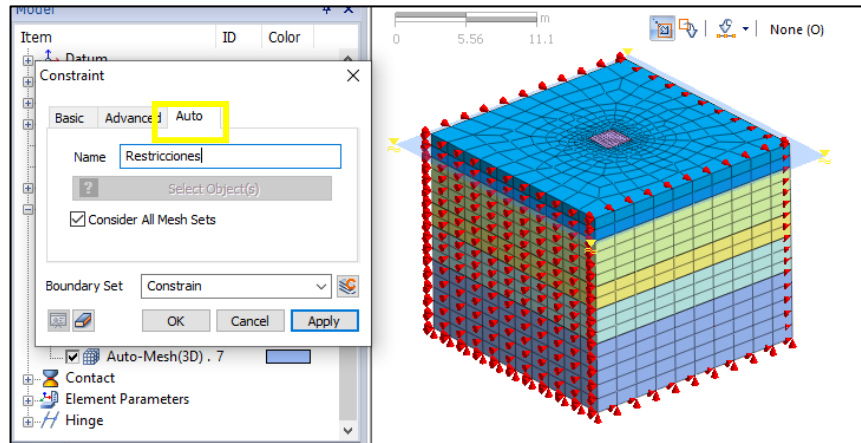 Model
Item ID Color
Datum
Constraint
Basic Advanced Auto
Name Restricciones
? Select Object(s)
Consider All Mesh Sets
Boundary Set Constrain
OK Cancel Apply
Auto-Mesh(3D) . 7
Contact
Element Parameters
Hinge
m
0 5.56 11.1
None (O)